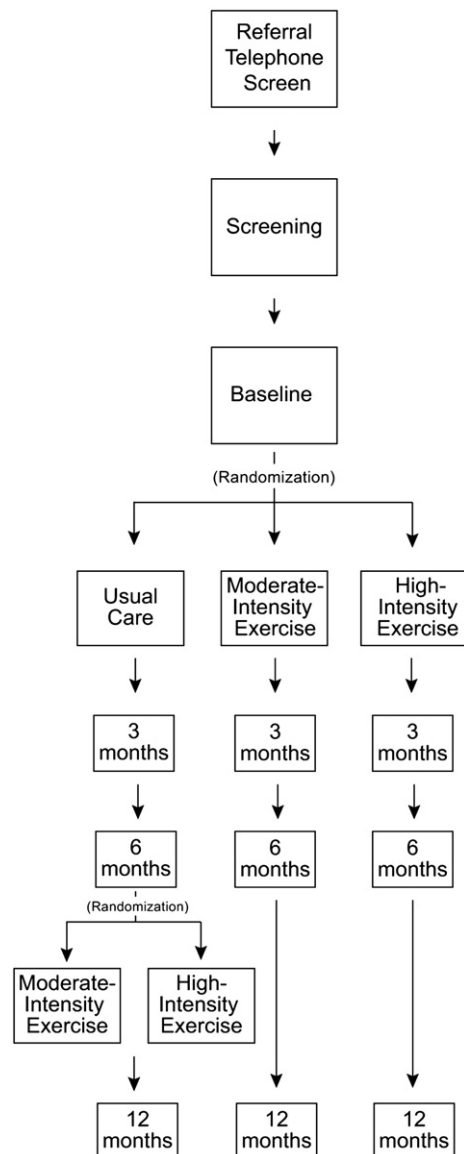 Referral
Telephone
Screen
Screening
Baseline
(Randomization)
Usual
Care
Moderate-
Intensity
Exercise
High-
Intensity
Exercise
3
months
3
months
3
months
6
months
6
months
6
months
(Randomization)
Moderate-
Intensity
Exercise
High-
Intensity
Exercise
12
months
12
months
12
months